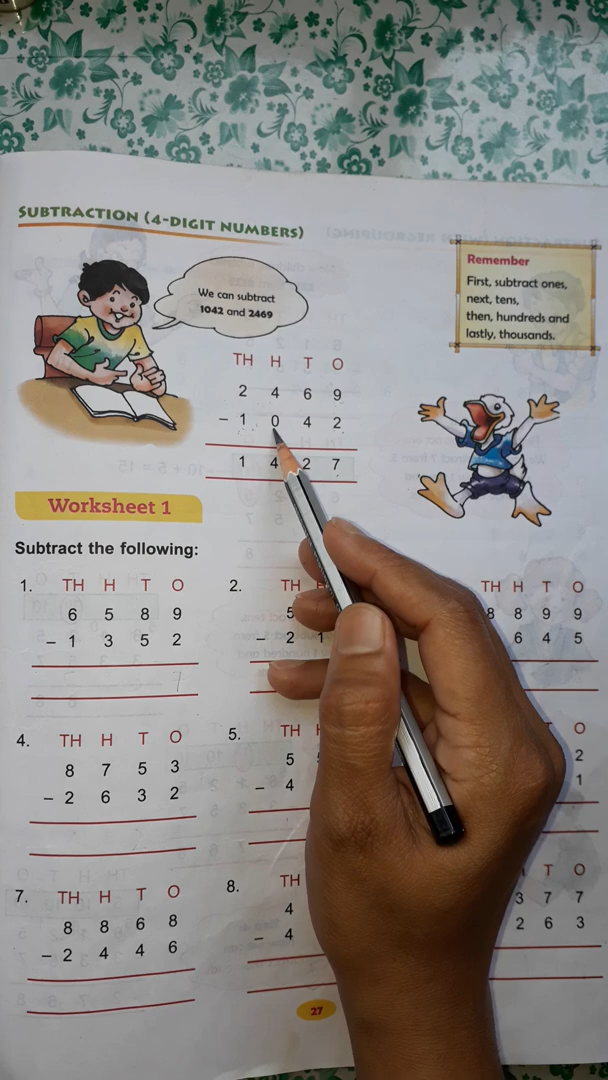 SUBTRACTION (4-DIGIT NUMBERS)
We can subtract
1042 and 2469
Remember
First, subtract ones,
next, tens,
then, hundreds and
lastly, thousands.
TH H T O
2 4 6 9
- 1 0 4 2
1 4 2 7
Worksheet 1
Subtract the following:
1. TH H T O
6 5 8 9
- 1 3 5 2
7
2. TH
5
2 1
TH H T O
8 8 9 9
6 4 5
4. TH H T O
8 7 5 3
- 2 6 3 2
5. TH
5
- 4
O
2
1
7. TH H T O
8 8 6 8
- 2 4 4 6
8. TH
4
- 4
T O
3 7 7
2 6 3
27